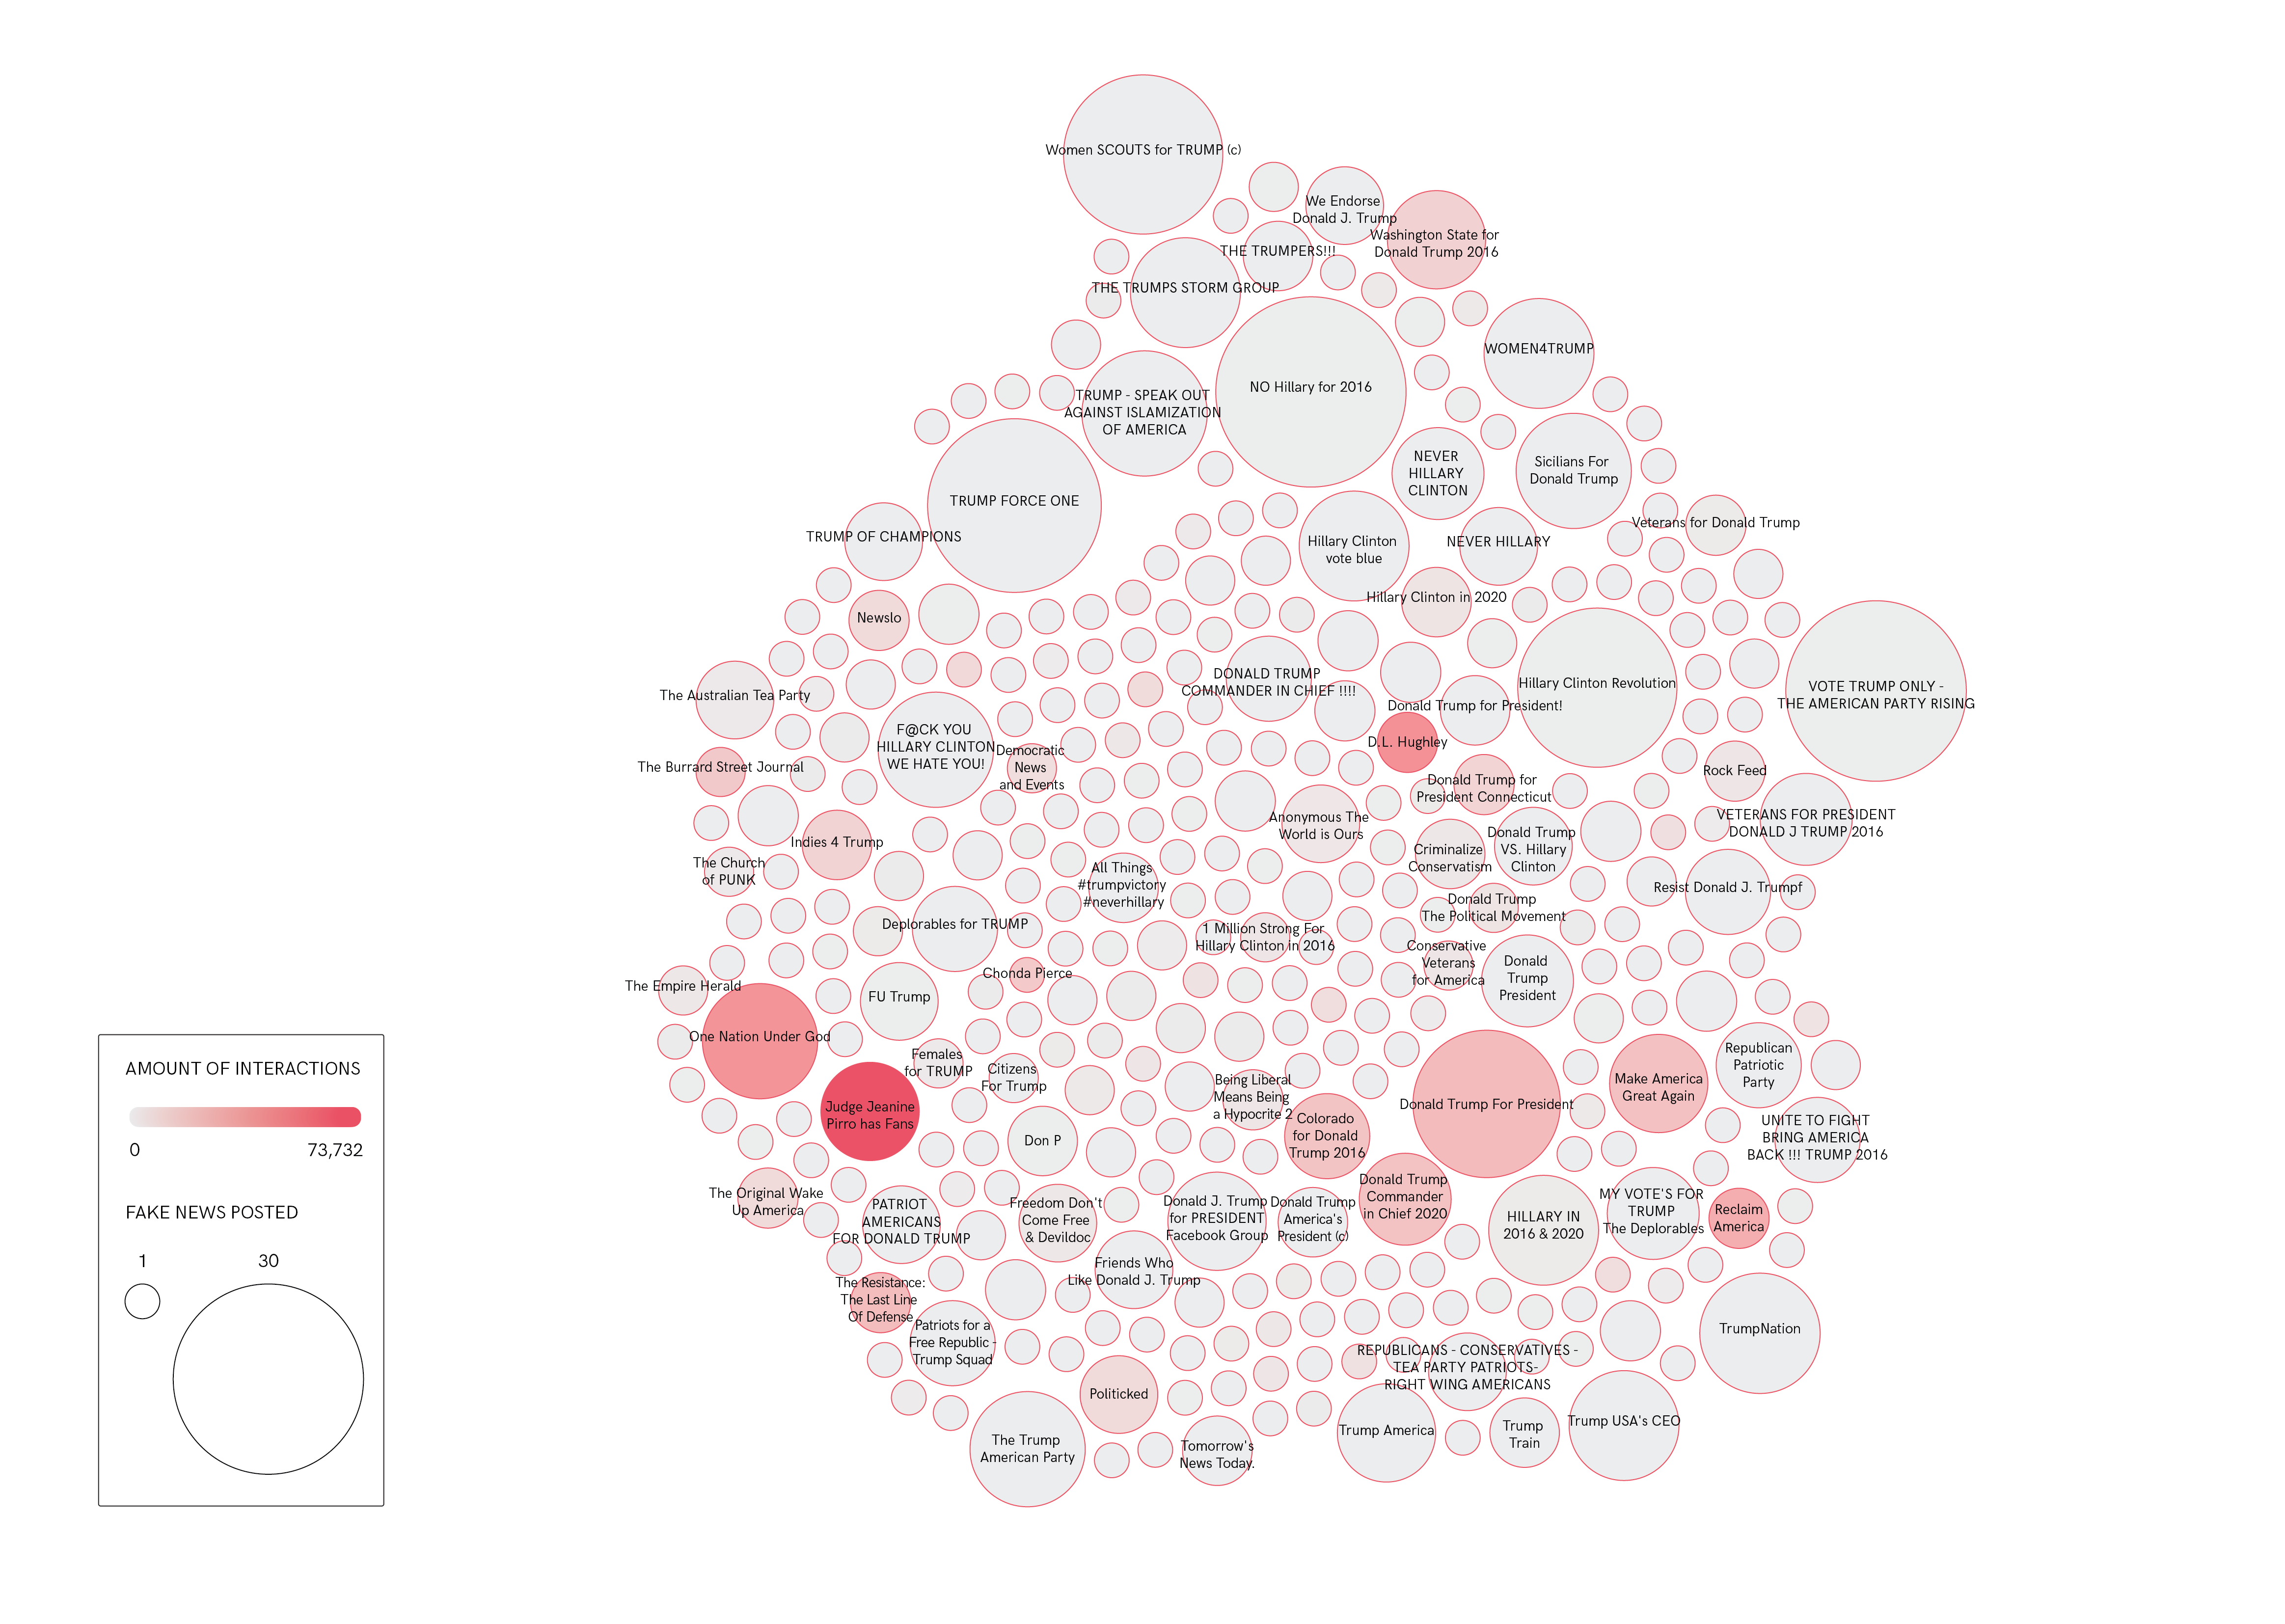 Women SCOUTS for TRUMP (c)
We Endorse
Donald J. Trump
Washington State for
Donald Trump 2016
THE TRUMPERS!!!
THE TRUMPS STORM GROUP
WOMEN4TRUMP
NO Hillary for 2016
TRUMP - SPEAK OUT
AGAINST ISLAMIZATION
OF AMERICA
NEVER
HILLARY
CLINTON
Sicilians For
Donald Trump
TRUMP FORCE ONE
Veterans for Donald Trump
TRUMP OF CHAMPIONS
Hillary Clinton
vote blue
NEVER HILLARY
Hillary Clinton in 2020
Newslo
DONALD TRUMP
COMMANDER IN CHIEF !!!!
Hillary Clinton Revolution
VOTE TRUMP ONLY -
THE AMERICAN PARTY RISING
The Australian Tea Party
Donald Trump for President!
F@CK YOU
HILLARY CLINTON
WE HATE YOU!
Democratic
News
and Events
D.L. Hughley
The Burrard Street Journal
Donald Trump for
President Connecticut
Rock Feed
Anonymous The
World is Ours
VETERANS FOR PRESIDENT
DONALD J TRUMP 2016
Indies 4 Trump
Criminalize
Conservatism
Donald Trump
VS. Hillary
Clinton
The Church
of PUNK
All Things
#trumpvictory
#neverhillary
Resist Donald J. Trumpf
Donald Trump
The Political Movement
Deplorables for TRUMP
1 Million Strong For
Hillary Clinton in 2016
Conservative
Veterans
for America
Donald
Trump
President
Chonda Pierce
The Empire Herald
FU Trump
One Nation Under God
Females
for TRUMP
Citizens
For Trump
Republican
Patriotic
Party
Being Liberal
Means Being
a Hypocrite 2
Make America
Great Again
Donald Trump For President
Judge Jeanine
Pirro has Fans
Colorado
for Donald
Trump 2016
Don P
UNITE TO FIGHT
BRING AMERICA
BACK !!! TRUMP 2016
The Original Wake
Up America
PATRIOT
AMERICANS
FOR DONALD TRUMP
Freedom Don't
Come Free
& Devildoc
Donald J. Trump
for PRESIDENT
Facebook Group
Donald Trump
America's
President (c)
Donald Trump
Commander
in Chief 2020
HILLARY IN
2016 & 2020
MY VOTE'S FOR
TRUMP
The Deplorables
Reclaim
America
Friends Who
Like Donald J. Trump
The Resistance:
The Last Line
Of Defense
Patriots for a
Free Republic -
Trump Squad
TrumpNation
REPUBLICANS - CONSERVATIVES -
TEA PARTY PATRIOTS-
RIGHT WING AMERICANS
Politicked
The Trump
American Party
Tomorrow's
News Today.
Trump America
Trump
Train
Trump USA's CEO
AMOUNT OF INTERACTIONS
0
73,732
FAKE NEWS POSTED
1
30